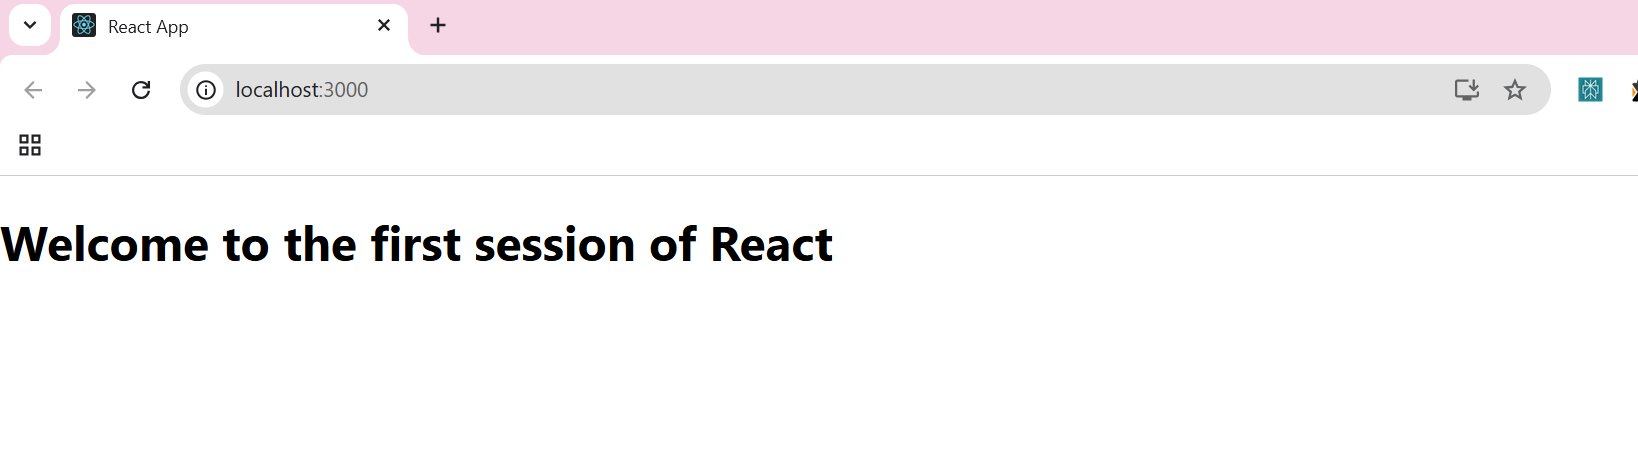 React App
localhost:3000
Welcome to the first session of React